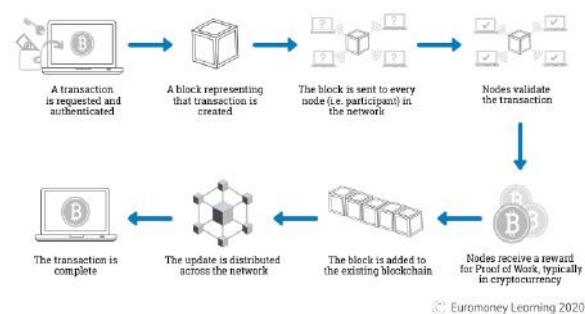 A transaction
is requested and
authenticated
A block representing
that transaction is
created
The block is sent to every
node (i.e. participant) in
the network
Nodes validate
the transaction
Nodes receive a reward
for Proof of Work, typically
in cryptocurrency
The block is added to
the existing blockchain
The update is distributed
across the network
The transaction is
complete
Euromoney Learning 2020